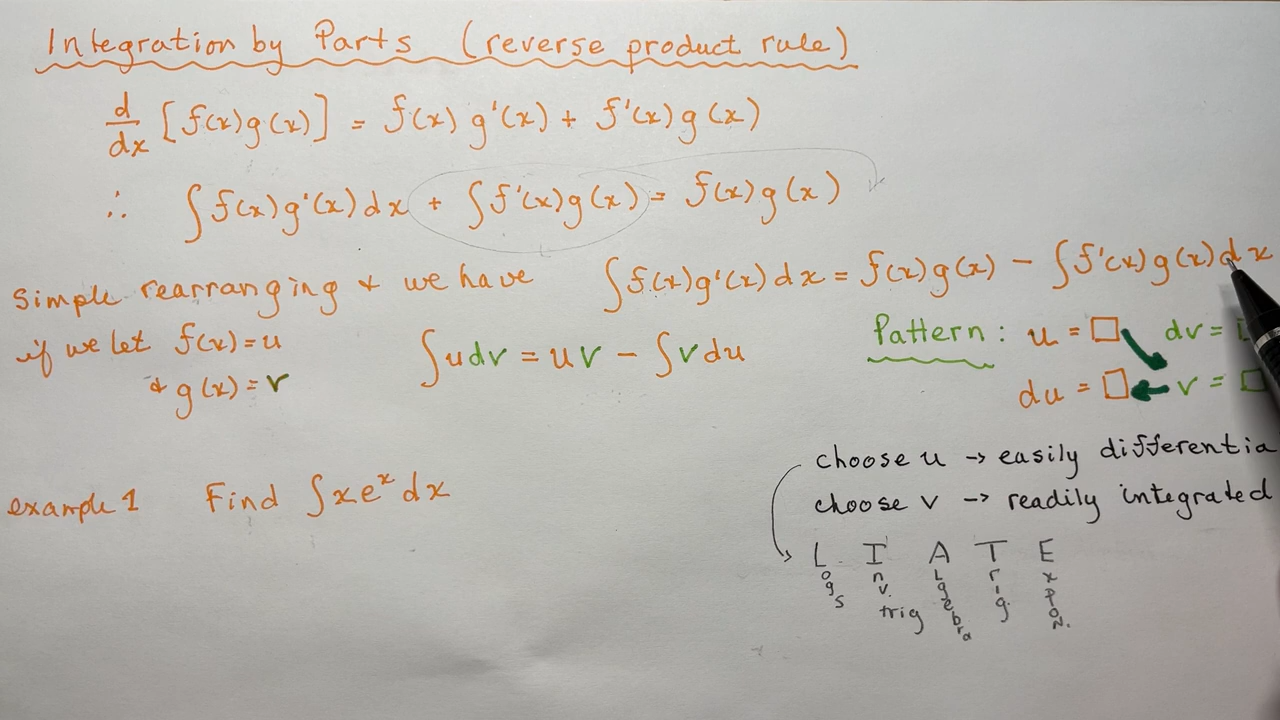 Integration by Parts (reverse product rule)
d/dx [f(x)g(x)] = f(x) g'(x) + f'(x) g(x)
∴ ∫f(x)g'(x)dx + ∫f'(x)g(x) = f(x)g(x)
Simple rearranging & we have ∫f(x)g'(x)dx = f(x)g(x) - ∫f'(x)g(x)dx
if we let f(x)=u
& g(x)=v
∫udv = uv - ∫vdu
Pattern: u = □ dv = □
du = □ v = □
choose u → easily differentia
choose v → readily integrated
L I A T E
Logs Inv. trig Algebra Trig. Expon.
example 1 Find ∫xeˣdx